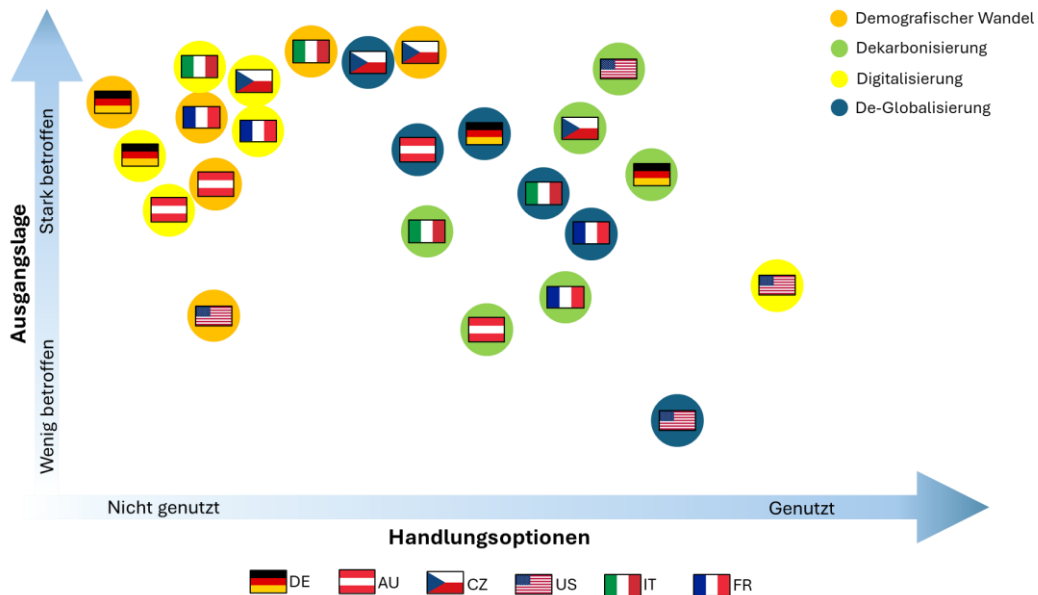 Demografischer Wandel
Dekarbonisierung
Digitalisierung
De-Globalisierung
Ausgangslage
Stark betroffen
Wenig betroffen
Nicht genutzt
Genutzt
Handlungsoptionen
DE
AU
CZ
US
IT
FR